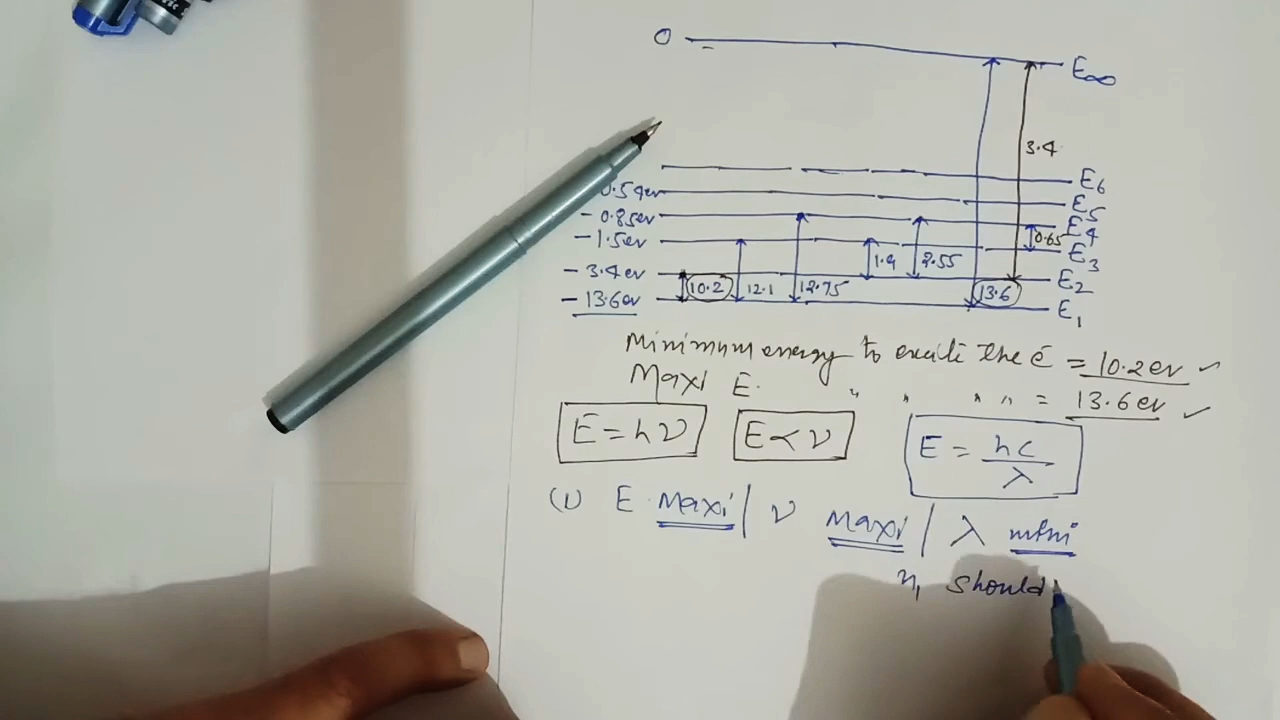 0 E∞
3.4
E6
0.54ev E5
- 0.85ev E4
- 1.5ev 1.9 2.55 0.65 E3
- 3.4ev 10.2 12.1 12.75 13.6 E2
- 13.6ev E1
Minimum energy to excite the e = 10.2ev ✓
Maxi E. " " " " = 13.6ev ✓
E = hν E ∝ ν E = hc/λ
(1) E Maxi / ν Maxi / λ mini
n1 should